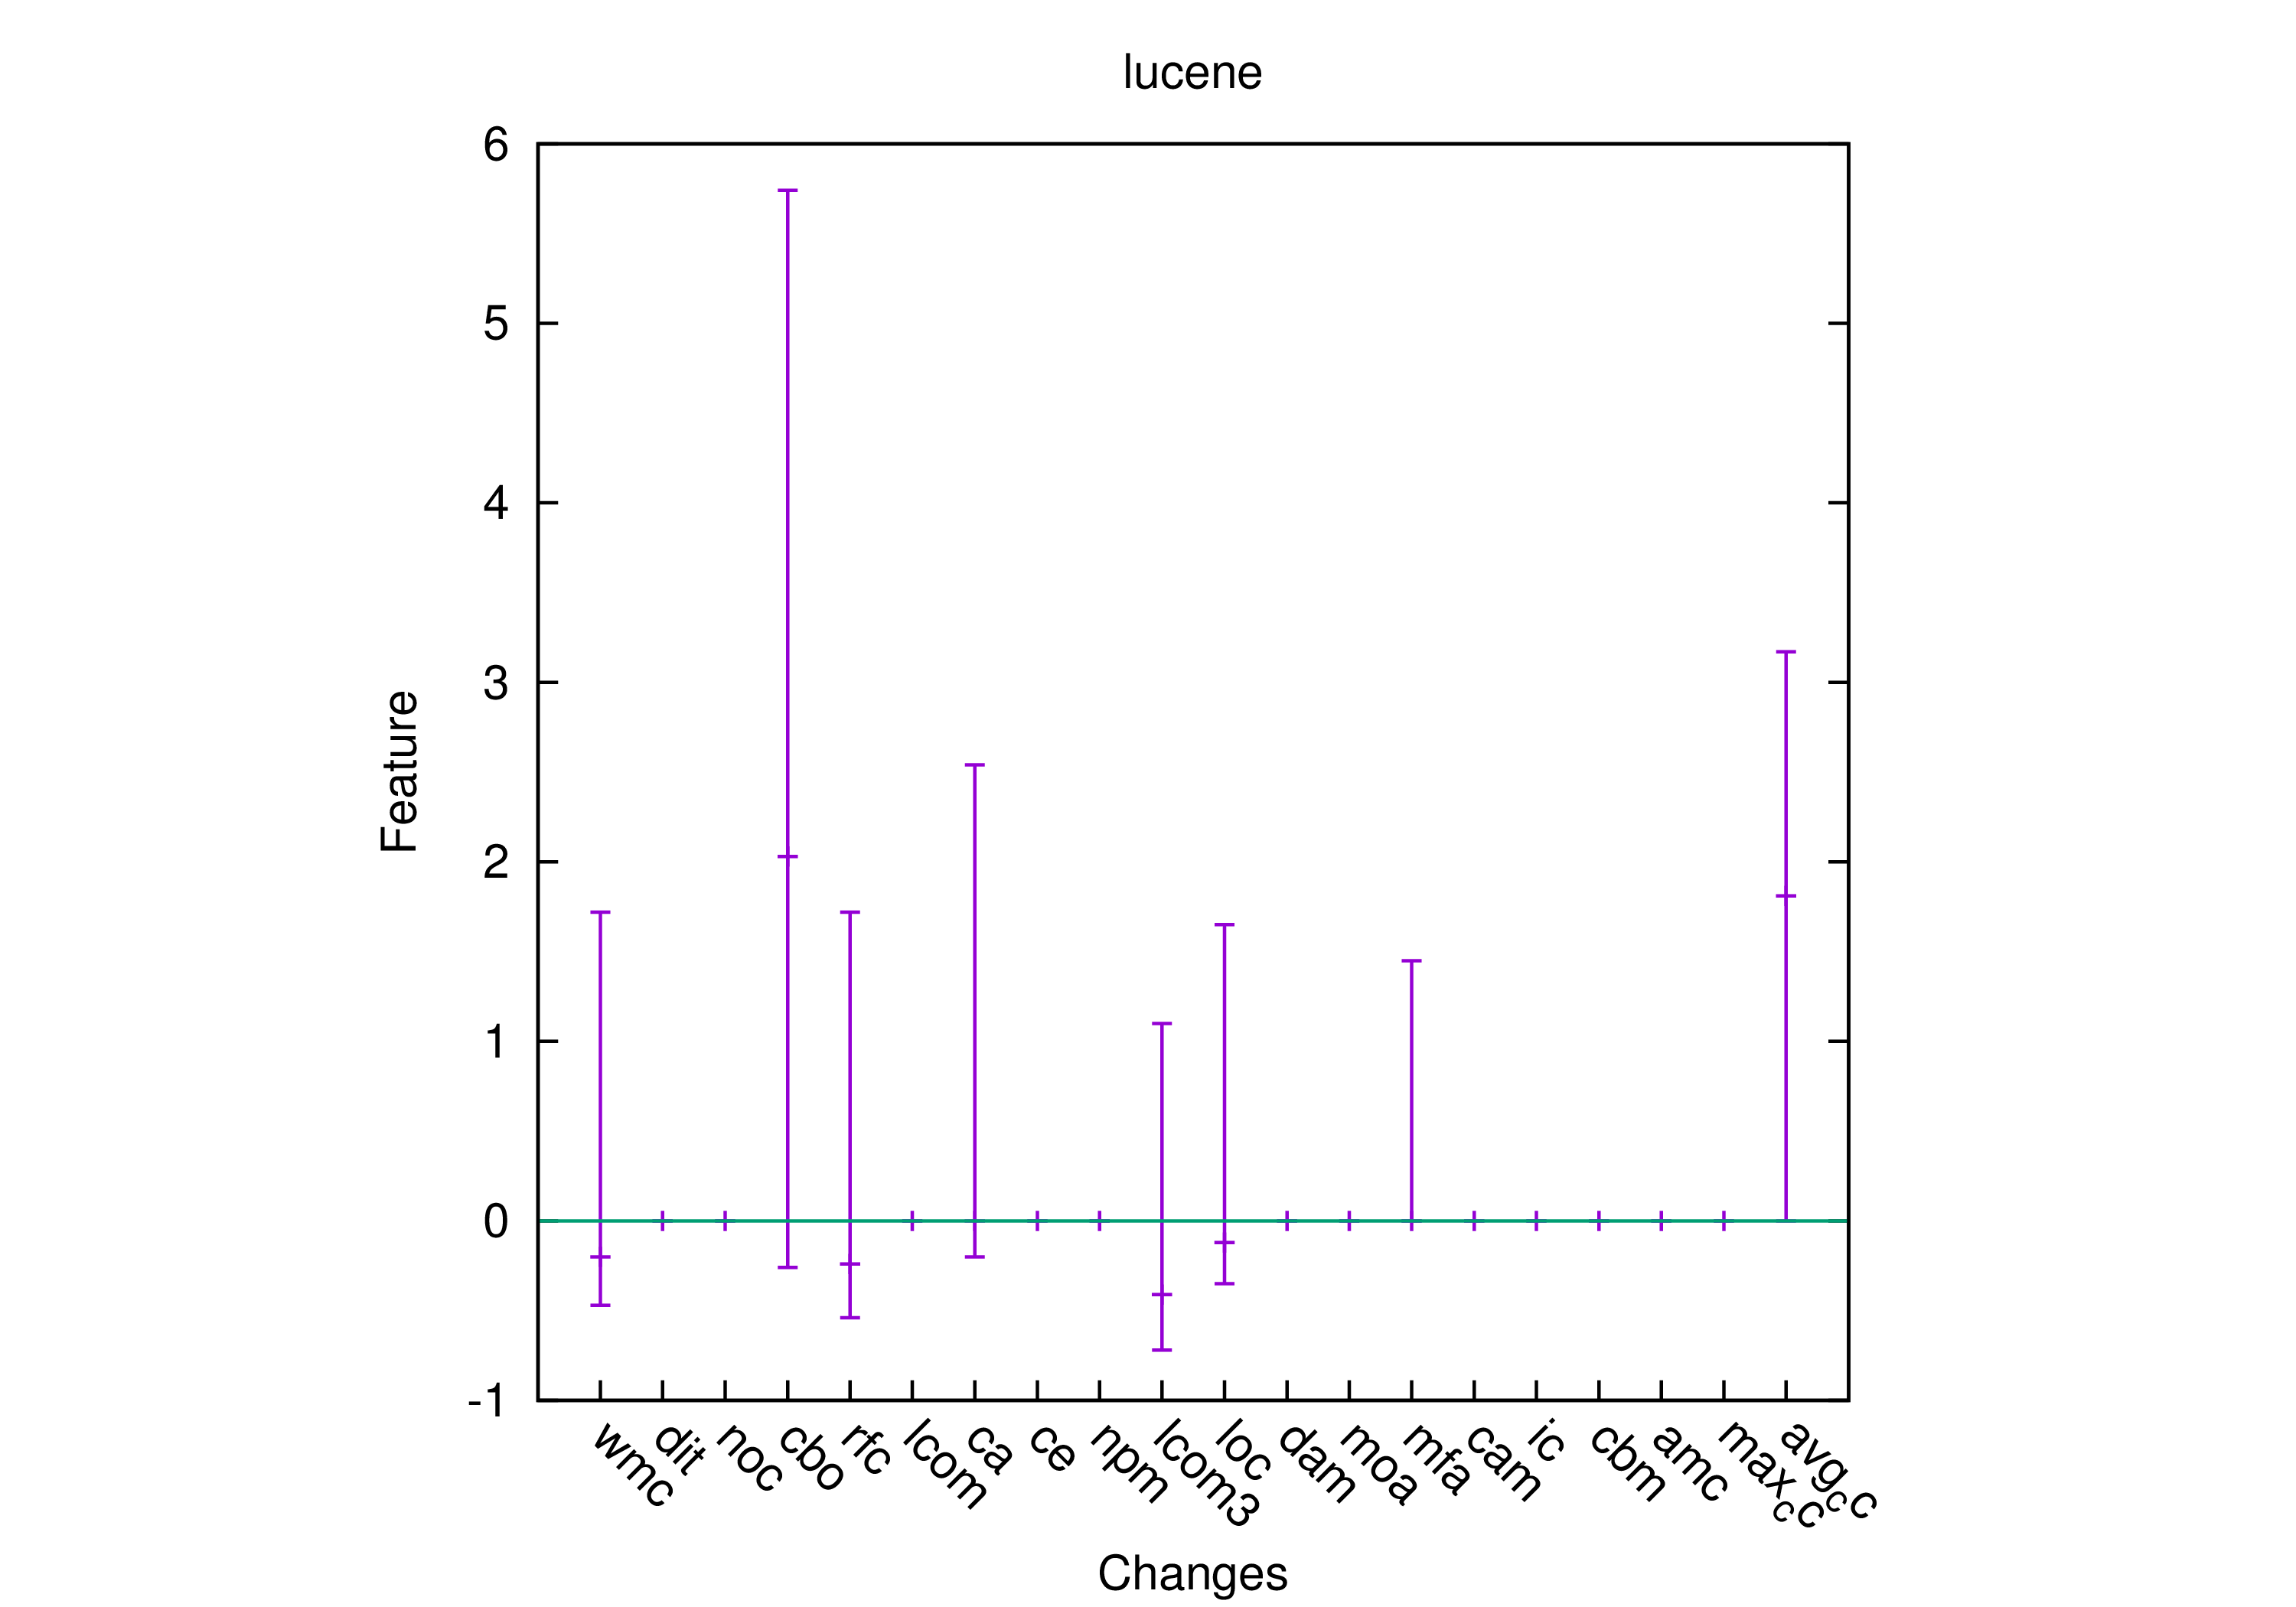 lucene
6
5
4
3
2
1
0
-1
Feature
wmc
dit
noc
cbo
rfc
lcom
ca
ce
npm
lcom3
loc
dam
moa
mfa
cam
ic
cbm
amc
max_cc
avg_cc
Changes